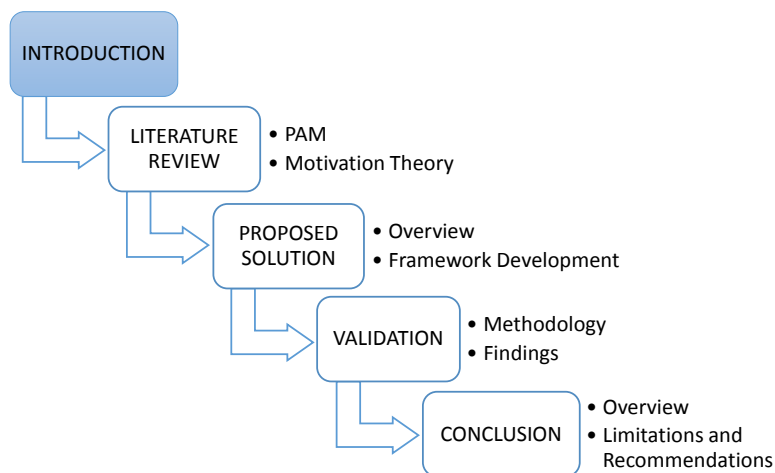 INTRODUCTION
LITERATURE
REVIEW
• PAM
• Motivation Theory
PROPOSED
SOLUTION
• Overview
• Framework Development
VALIDATION
• Methodology
• Findings
CONCLUSION
• Overview
• Limitations and
Recommendations